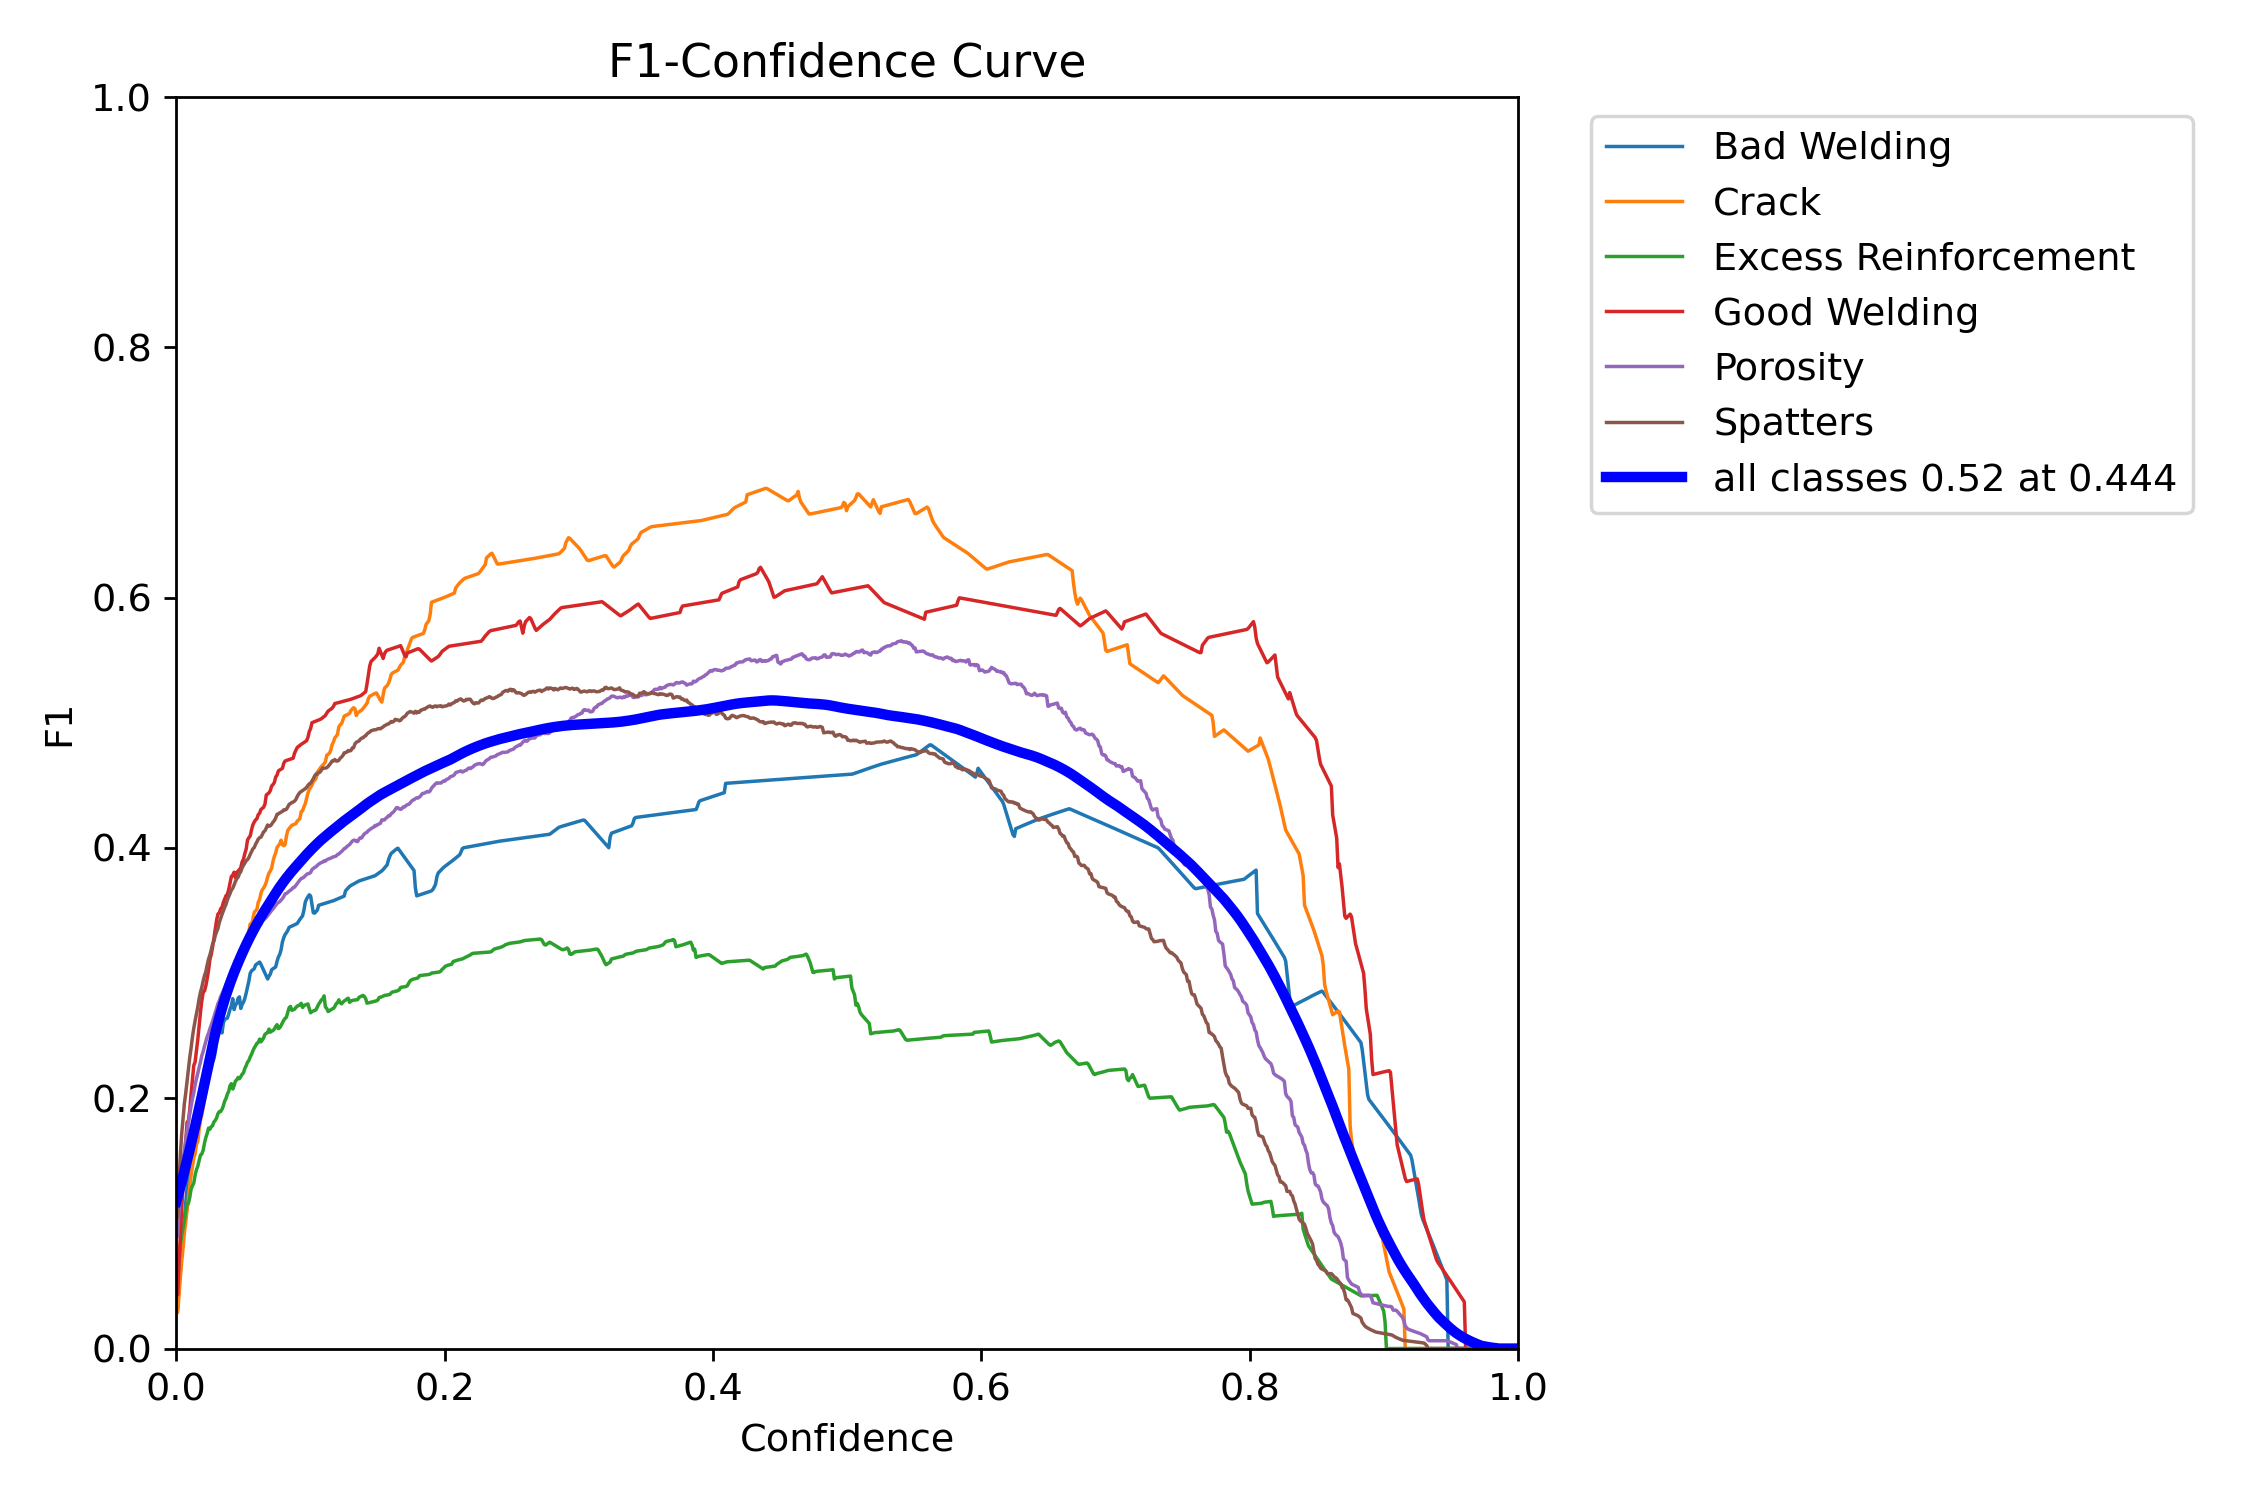 F1-Confidence Curve
1.0
0.8
0.6
0.4
0.2
0.0
F1
0.0 0.2 0.4 0.6 0.8 1.0
Confidence
Bad Welding
Crack
Excess Reinforcement
Good Welding
Porosity
Spatters
all classes 0.52 at 0.444